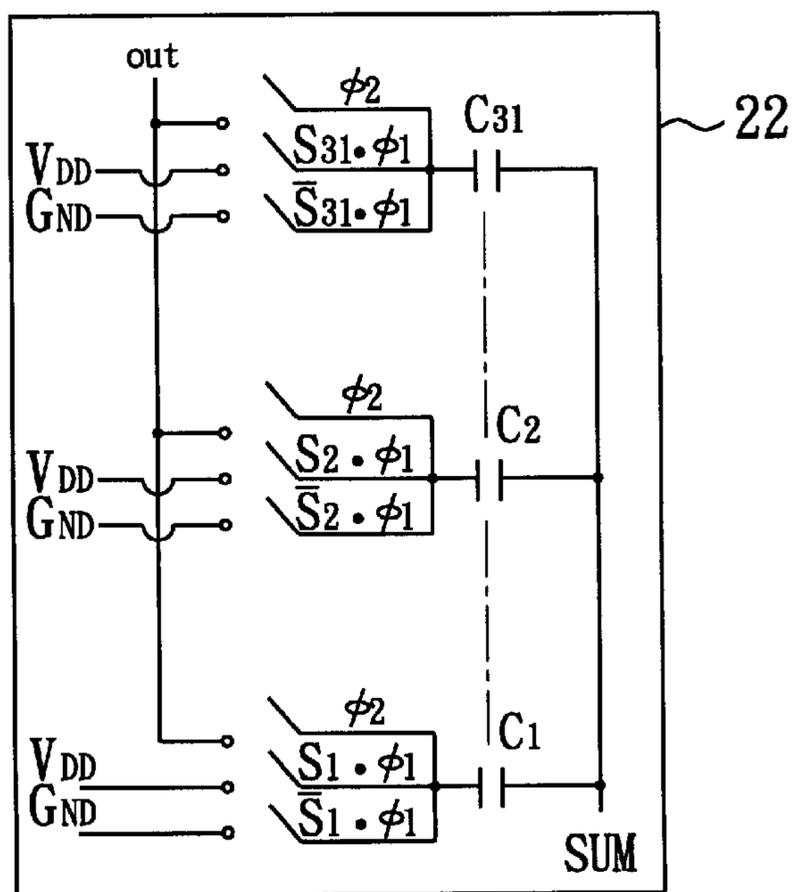 out
ϕ2
C31
22
VDD
S31·ϕ1
GND
S̄31·ϕ1
ϕ2
C2
VDD
S2·ϕ1
GND
S̄2·ϕ1
ϕ2
C1
VDD
S1·ϕ1
GND
S̄1·ϕ1
SUM